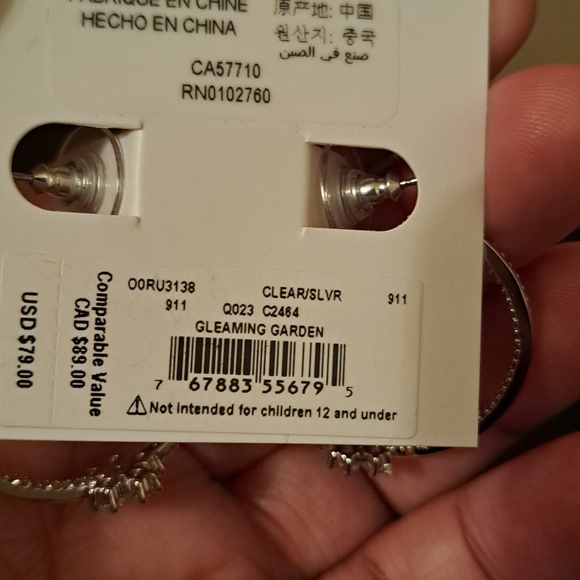 FABRIQUÉ EN CHINE
HECHO EN CHINA
原产地: 中国
원산지: 중국
صنع في الصين
CA57710
RN0102760
O0RU3138 CLEAR/SLVR 911
911 Q023 C2464
GLEAMING GARDEN
7 67883 55679 5
⚠Not intended for children 12 and under
Comparable Value
CAD $89.00
USD $79.00